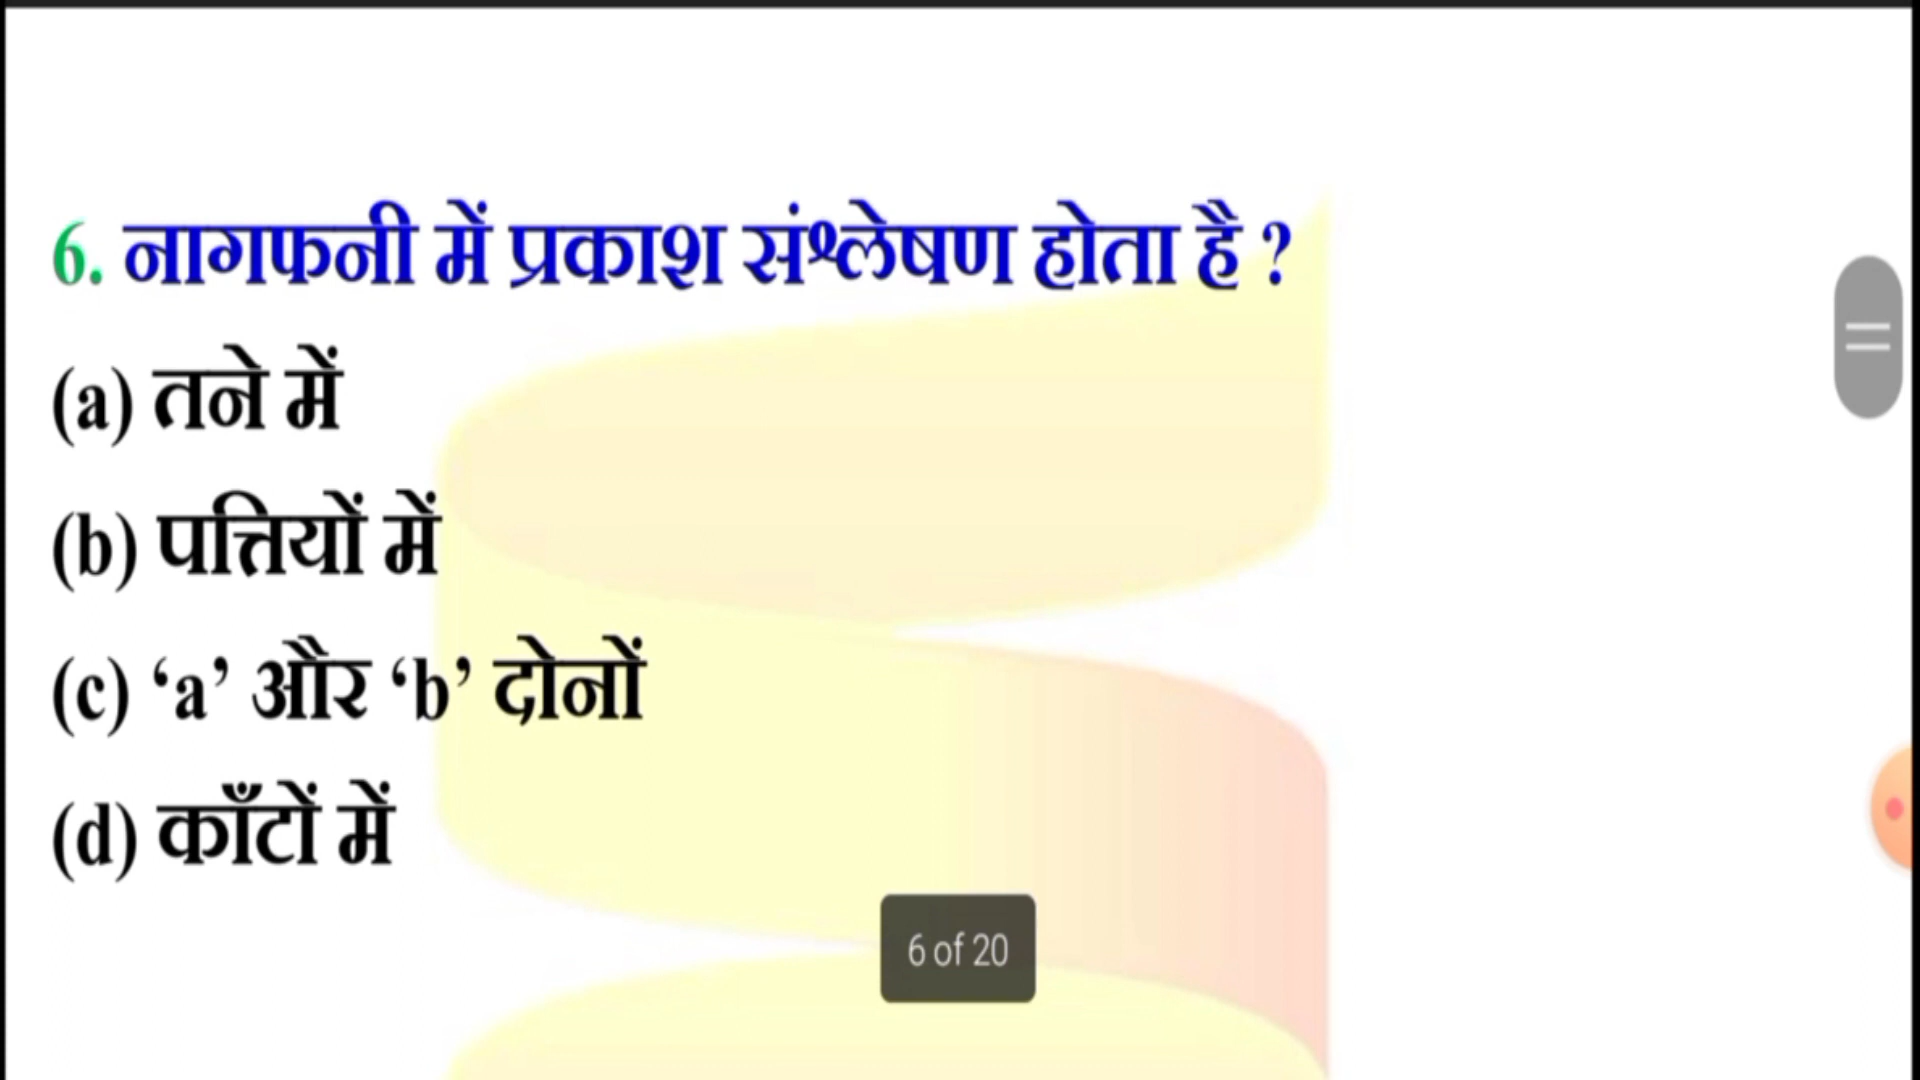 6. नागफनी में प्रकाश संश्लेषण होता है ?
(a) तने में
(b) पत्तियों में
(c) ‘a’ और ‘b’ दोनों
(d) काँटों में
6 of 20